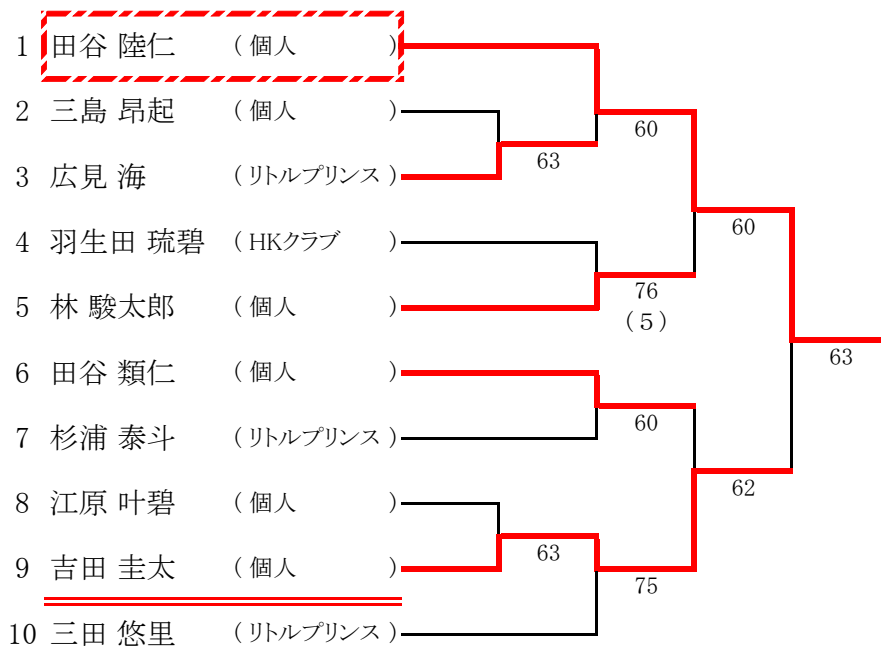 1 田谷 陸仁 ( 個人 )
2 三島 昂起 ( 個人 )
60
3 広見 海 ( リトルプリンス )
63
4 羽生田 琉碧 ( HKクラブ )
60
5 林 駿太郎 ( 個人 )
76
(5)
63
6 田谷 類仁 ( 個人 )
7 杉浦 泰斗 ( リトルプリンス )
60
8 江原 叶碧 ( 個人 )
62
9 吉田 圭太 ( 個人 )
63
75
10 三田 悠里 ( リトルプリンス )